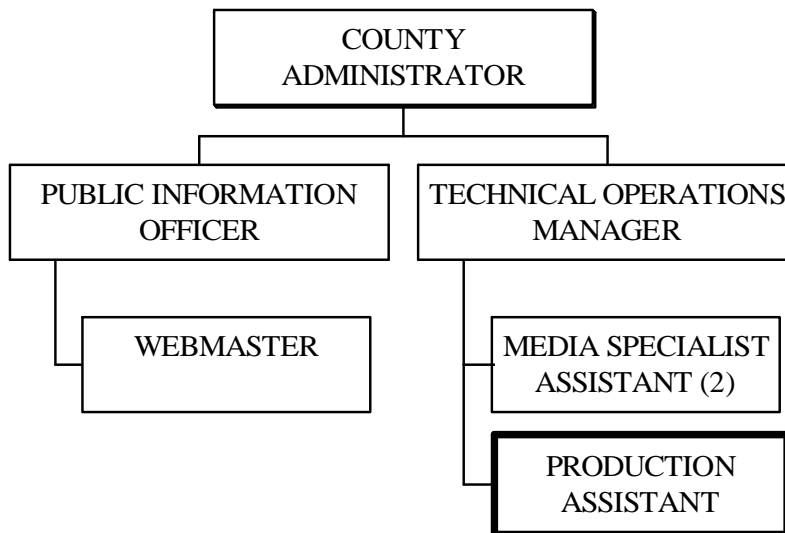 COUNTY
ADMINISTRATOR
PUBLIC INFORMATION
OFFICER
TECHNICAL OPERATIONS
MANAGER
WEBMASTER
MEDIA SPECIALIST
ASSISTANT (2)
PRODUCTION
ASSISTANT